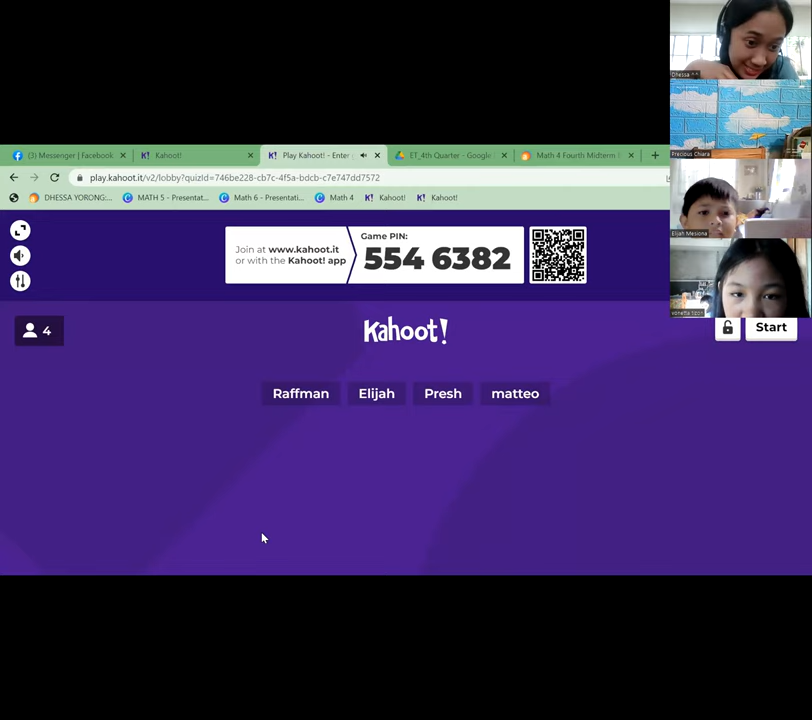 Dhessa ^^
Precious Chiara
Elijah Mesiona
(3) Messenger | Facebook
Kahoot!
Play Kahoot! - Enter
ET_4th Quarter - Google
Math 4 Fourth Midterm
play.kahoot.it/v2/lobby?quizId=746be228-cb7c-4f5a-bdcb-c7e747dd7572
DHESSA YORONG:...
MATH 5 - Presentat...
Math 6 - Presentati...
Math 4
Kahoot!
Kahoot!
Join at www.kahoot.it
or with the Kahoot! app
Game PIN:
554 6382
4
Kahoot!
Start
Raffman
Elijah
Presh
matteo